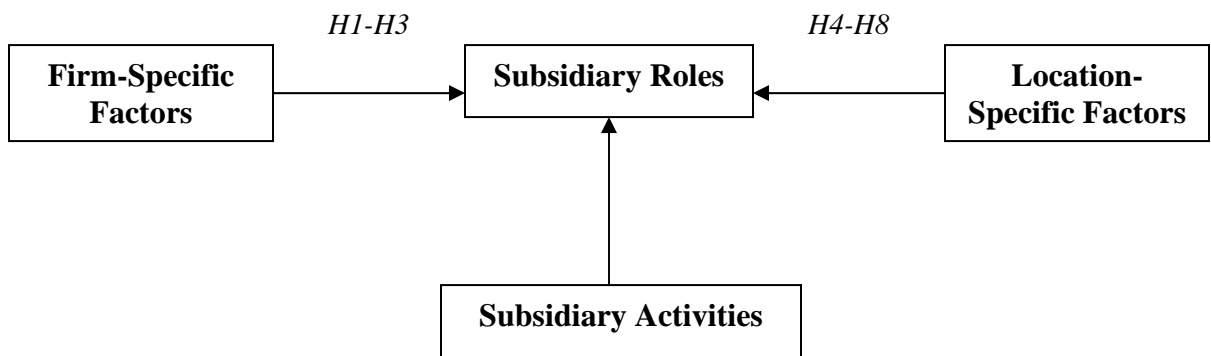 H1-H3
H4-H8
Firm-Specific
Factors
Subsidiary Roles
Location-
Specific Factors
Subsidiary Activities